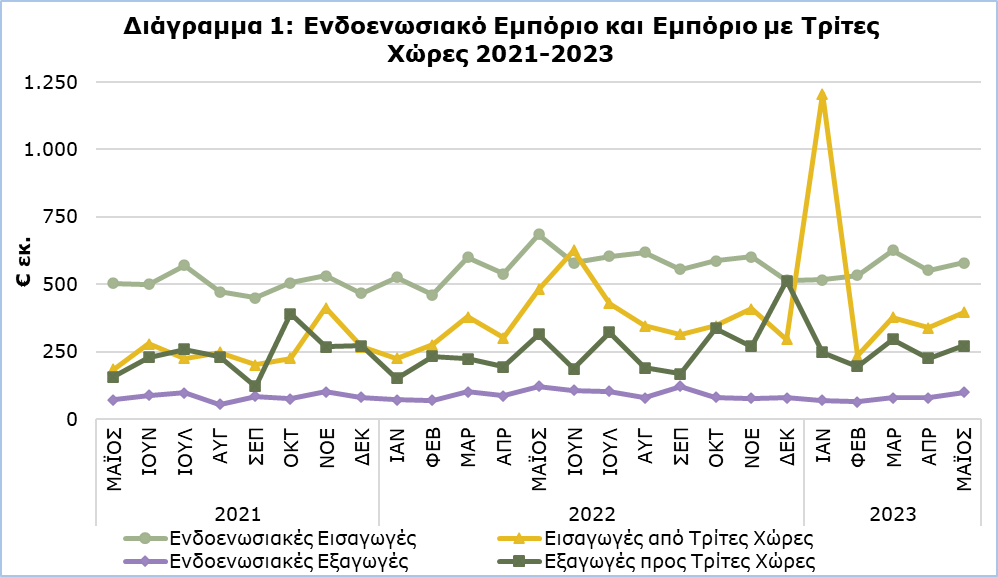 Διάγραμμα 1: Ενδοενωσιακό Εμπόριο και Εμπόριο με Τρίτες
Χώρες 2021-2023
€ εκ.
1.250
1.000
750
500
250
0
ΜΑΪΟΣ ΙΟΥΝ ΙΟΥΛ ΑΥΓ ΣΕΠ ΟΚΤ ΝΟΕ ΔΕΚ ΙΑΝ ΦΕΒ ΜΑΡ ΑΠΡ ΜΑΪΟΣ ΙΟΥΝ ΙΟΥΛ ΑΥΓ ΣΕΠ ΟΚΤ ΝΟΕ ΔΕΚ ΙΑΝ ΦΕΒ ΜΑΡ ΑΠΡ ΜΑΪΟΣ
2021 2022 2023
Ενδοενωσιακές Εισαγωγές Εισαγωγές από Τρίτες Χώρες
Ενδοενωσιακές Εξαγωγές Εξαγωγές προς Τρίτες Χώρες